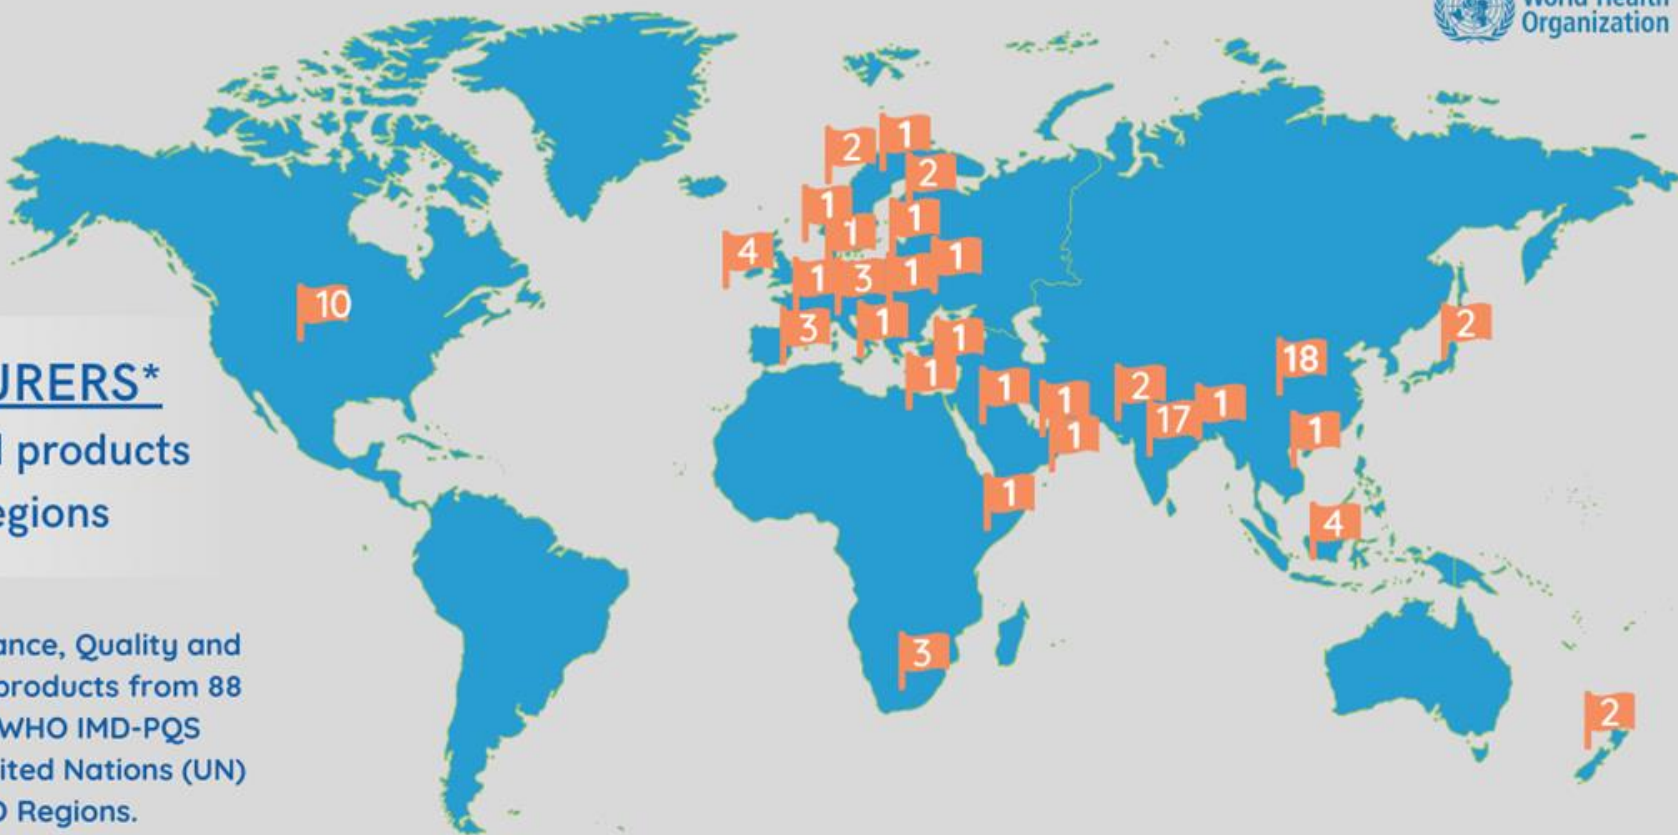 World Health
Organization
2
1
2
1
1
1
4
1
3
1
1
10
3
1
1
2
18
1
1
1
2
1
17
1
1
1
4
3
2
URERS*
products
egions
ance, Quality and
products from 88
WHO IMD-PQS
ited Nations (UN)
Regions.